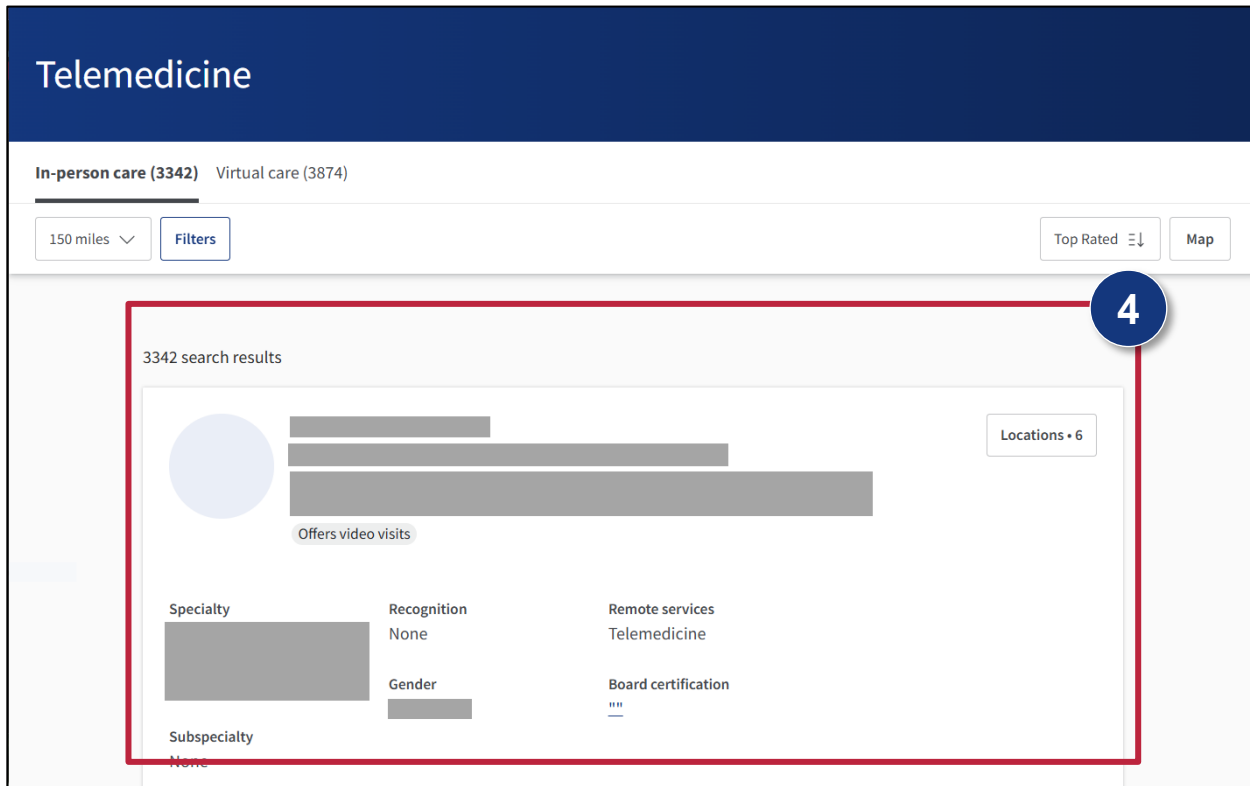 Telemedicine
In-person care (3342) Virtual care (3874)
150 miles Filters Top Rated Map
4
3342 search results
Locations • 6
Offers video visits
Specialty Recognition Remote services
None Telemedicine
Gender Board certification
""
Subspecialty
None